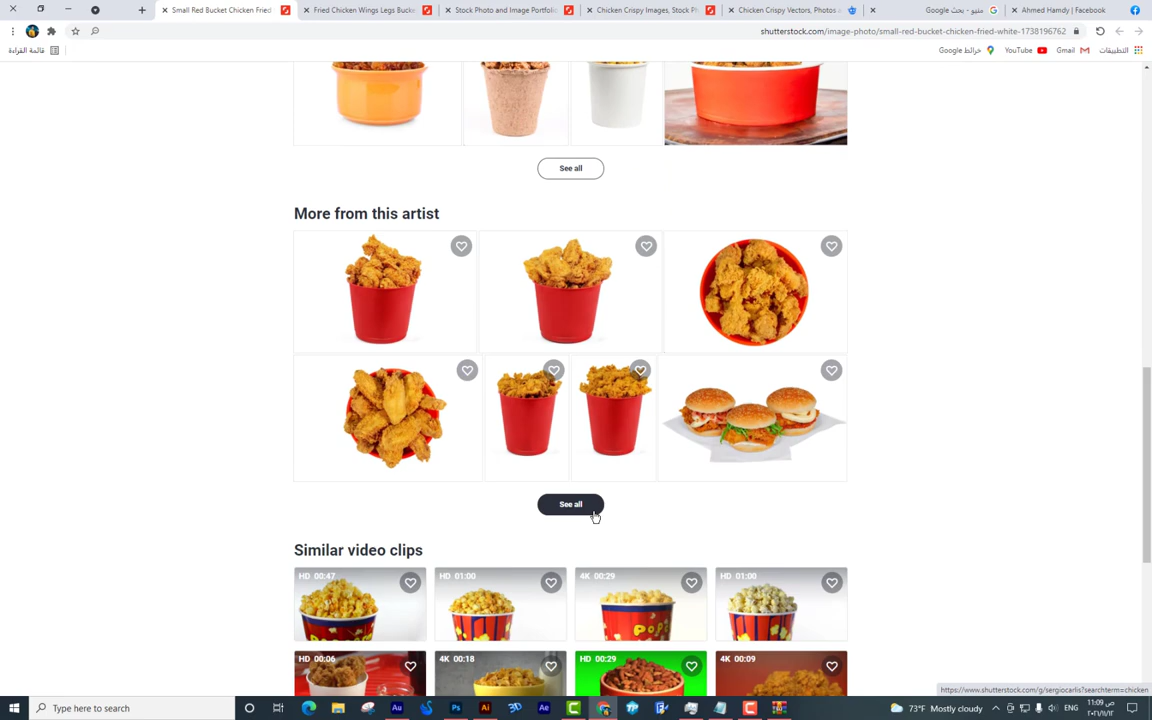 Small Red Bucket Chicken Fried
Fried Chicken Wings Legs Bucke
Stock Photo and Image Portfolio
Chicken Crispy Images, Stock P
Chicken Crispy Vectors, Photos a
منيو - بحث Google
Ahmed Hamdy | Facebook
shutterstock.com/image-photo/small-red-bucket-chicken-fried-white-1738196762
قائمة القراءة
خرائط Google
YouTube
Gmail
التطبيقات
See all
More from this artist
See all
Similar video clips
HD 00:47
HD 01:00
4K 00:29
HD 01:00
HD 00:06
4K 00:18
HD 00:29
4K 00:09
https://www.shutterstock.com/g/sergiocarlis?searchterm=chicken
Type here to search
73°F Mostly cloudy
11:09 ص